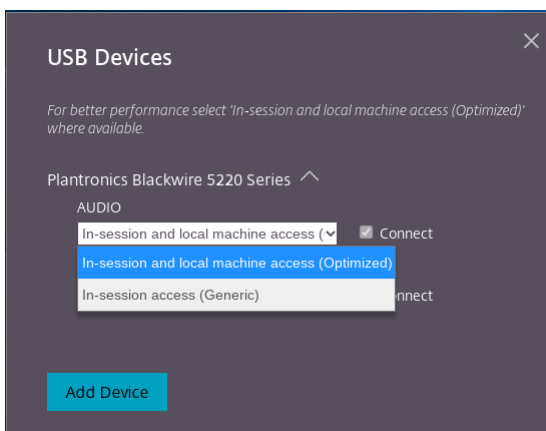 USB Devices
For better performance select 'In-session and local machine access (Optimized)'
where available.
Plantronics Blackwire 5220 Series
AUDIO
In-session and local machine access (
Connect
In-session and local machine access (Optimized)
In-session access (Generic)
nnect
Add Device